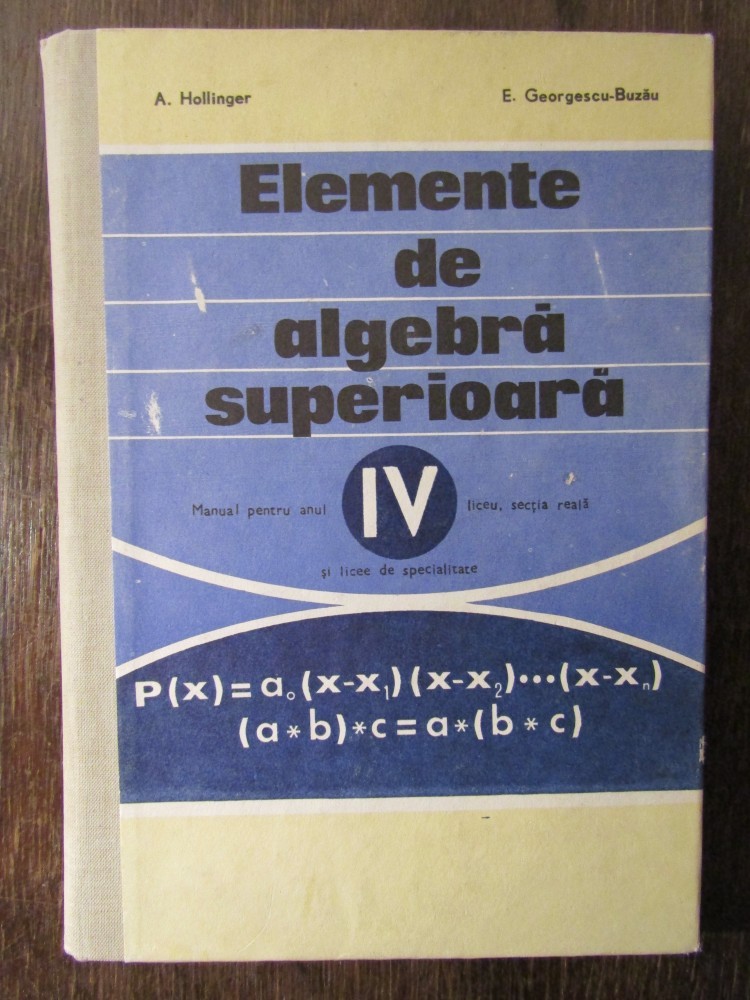 A. Hollinger E. Georgescu-Buzău
Elemente
de
algebră
superioară
Manual pentru anul IV liceu, secția reală
și licee de specialitate
P(x)=a₀(x-x₁)(x-x₂)···(x-xₙ)
(a*b)*c=a*(b*c)